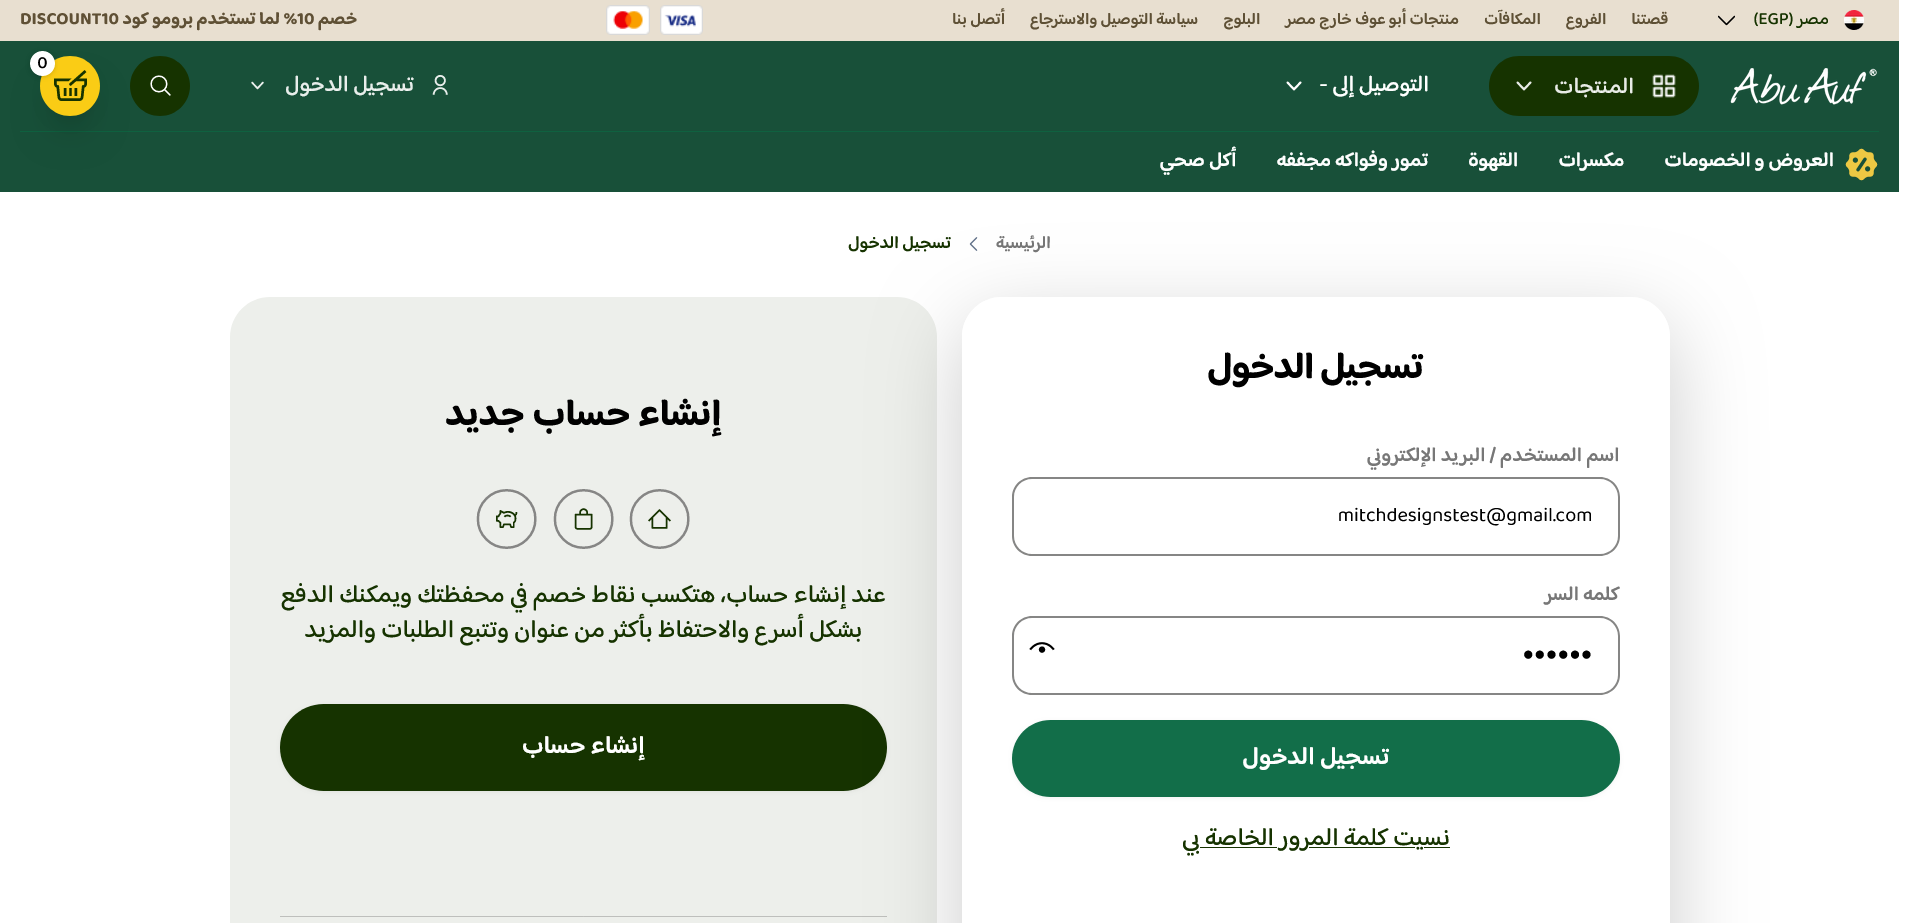 مصر (EGP)
قصتنا
الفروع
المكافآت
منتجات أبو عوف خارج مصر
البلوج
سياسة التوصيل والاسترجاع
أتصل بنا
VISA
خصم 10% لما تستخدم برومو كود DISCOUNT10
Abu Auf®
المنتجات
التوصيل إلى -
تسجيل الدخول
0
العروض و الخصومات
مكسرات
القهوة
تمور وفواكه مجففه
أكل صحي
الرئيسية
تسجيل الدخول
تسجيل الدخول
اسم المستخدم / البريد الإلكتروني
mitchdesignstest@gmail.com
كلمه السر
••••••
تسجيل الدخول
نسيت كلمة المرور الخاصة بي
إنشاء حساب جديد
عند إنشاء حساب، هتكسب نقاط خصم في محفظتك ويمكنك الدفع
بشكل أسرع والاحتفاظ بأكثر من عنوان وتتبع الطلبات والمزيد
إنشاء حساب